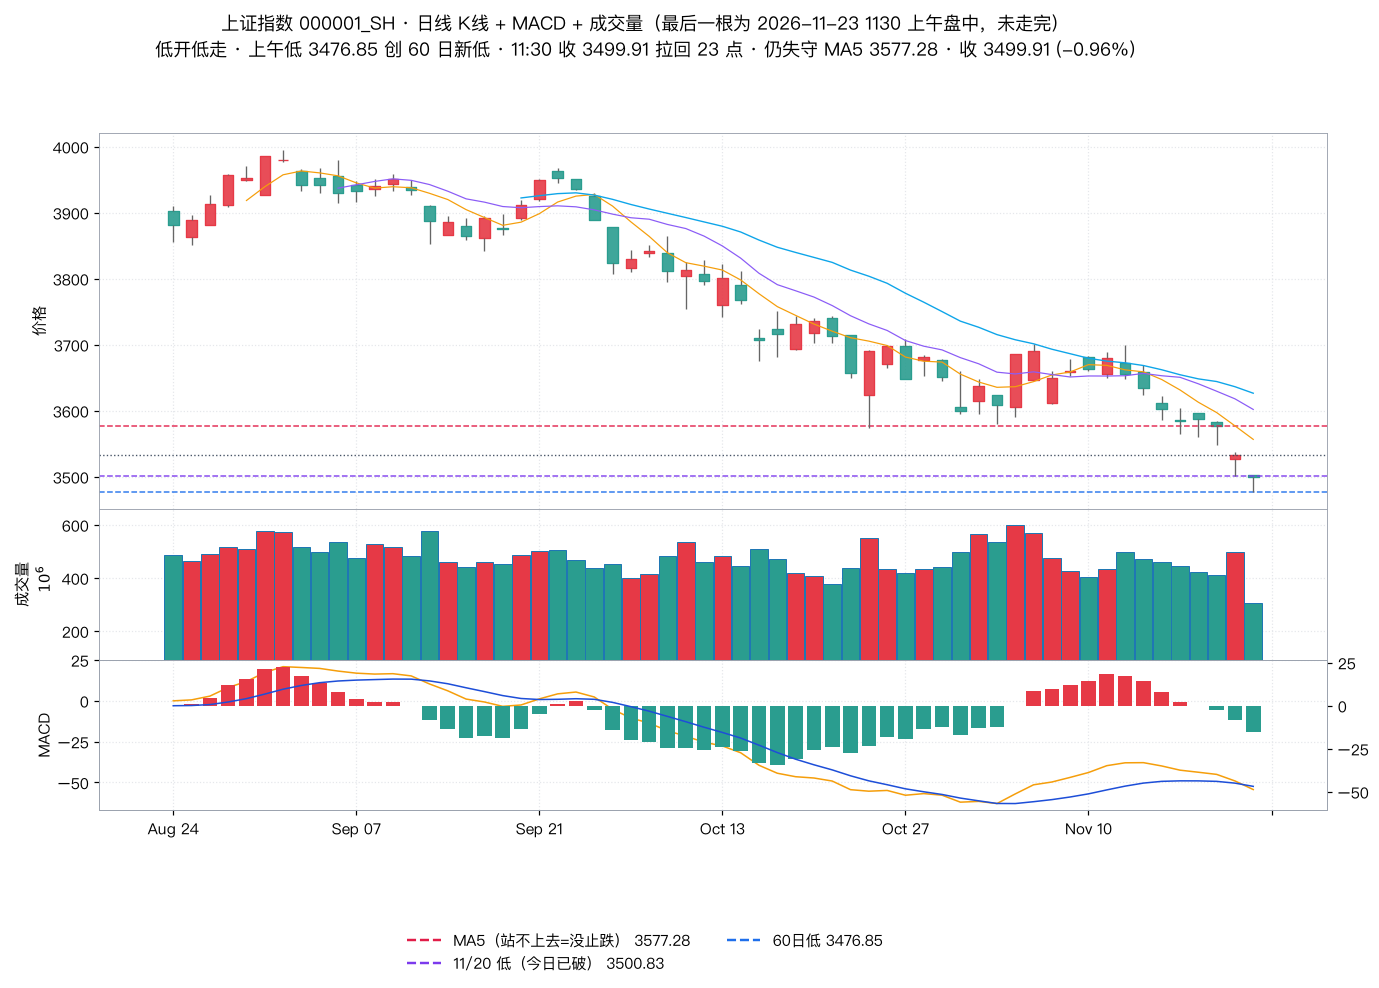 上证指数 000001_SH · 日线 K线 + MACD + 成交量（最后一根为 2026−11−23 1130 上午盘中，未走完）
低开低走 · 上午低 3476.85 创 60 日新低 · 11:30 收 3499.91 拉回 23 点 · 仍失守 MA5 3577.28 · 收 3499.91 (−0.96%)
4000
3900
3800
3700
3600
3500
价格
600
400
200
成交量
10⁶
25
0
−25
−50
MACD
25
0
−25
−50
Aug 24
Sep 07
Sep 21
Oct 13
Oct 27
Nov 10
MA5（站不上去=没止跌） 3577.28
60日低 3476.85
11/20 低（今日已破） 3500.83